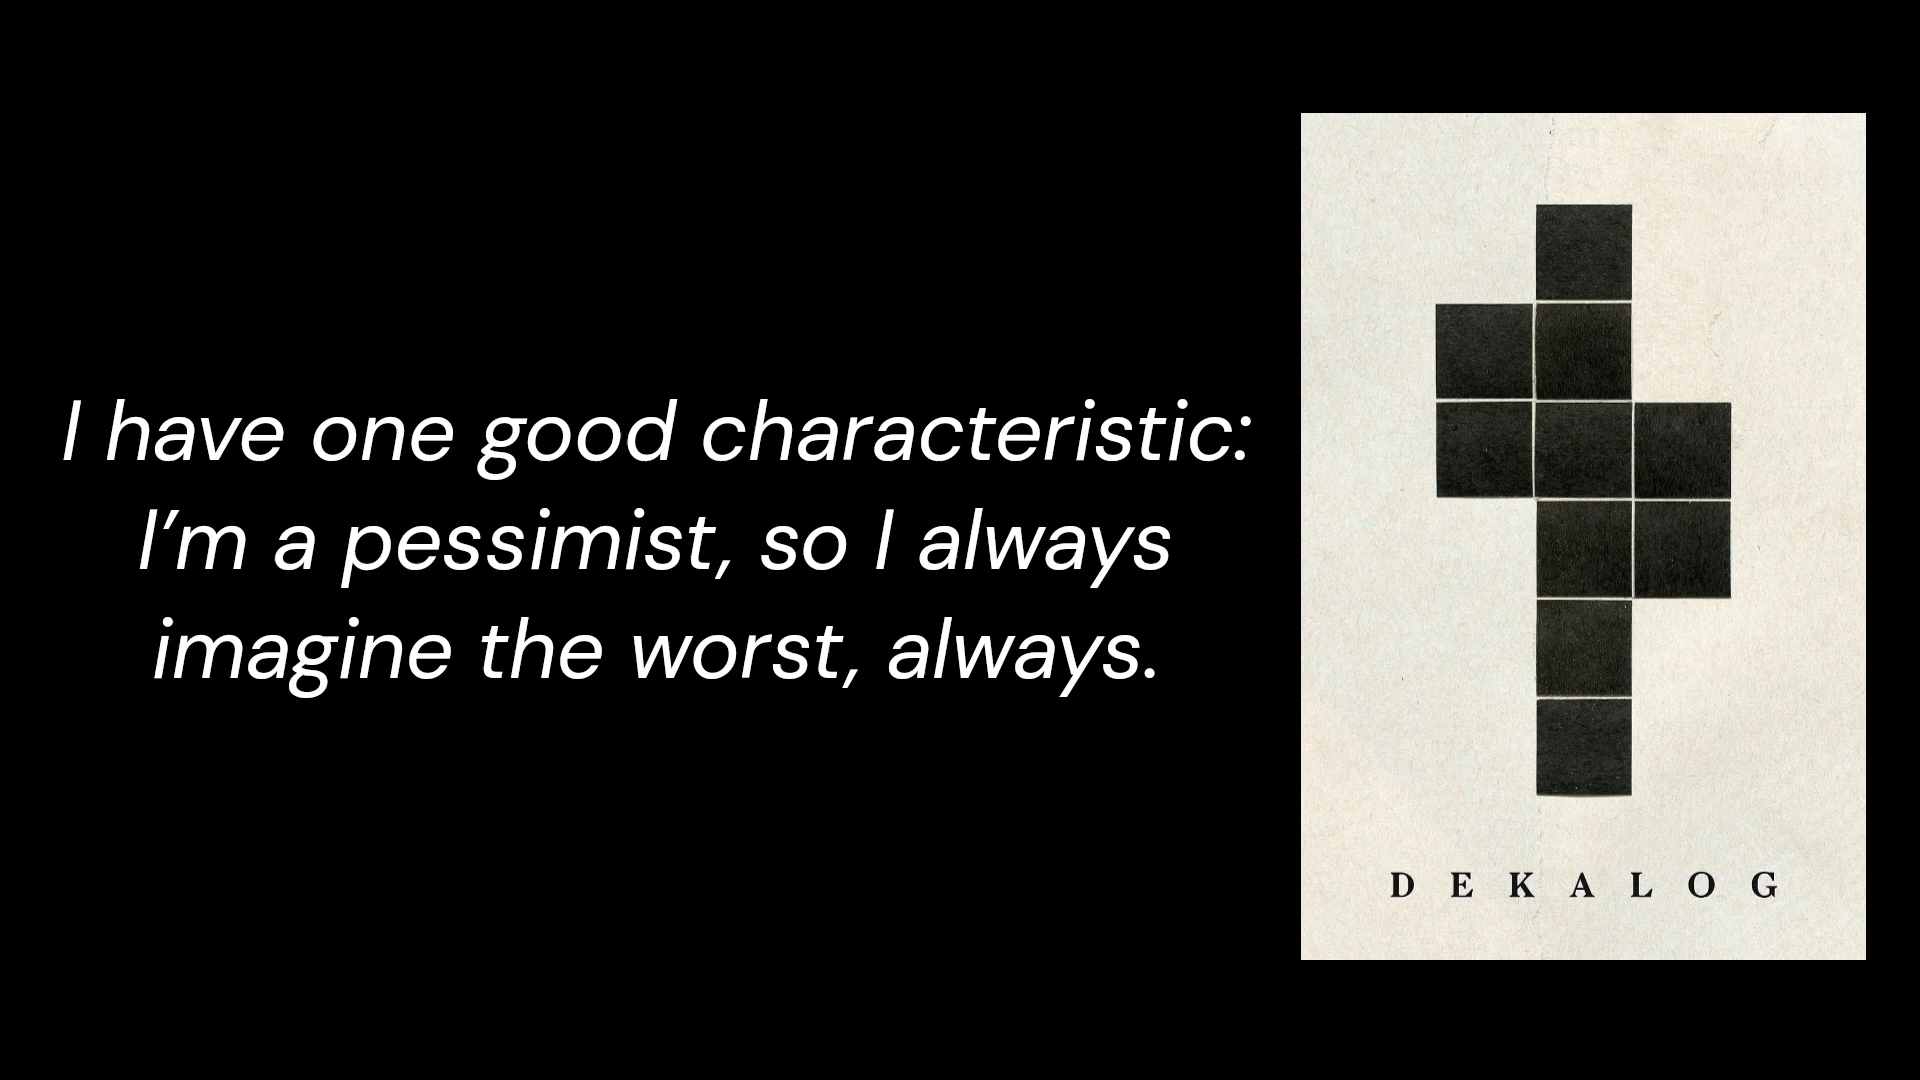 I have one good characteristic:
I’m a pessimist, so I always
imagine the worst, always.
DEKALOG